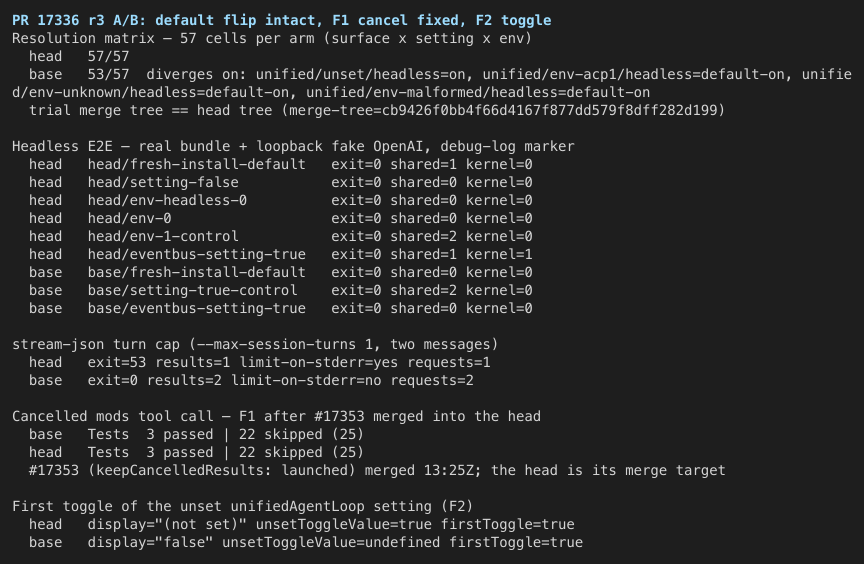 PR 17336 r3 A/B: default flip intact, F1 cancel fixed, F2 toggle
Resolution matrix — 57 cells per arm (surface x setting x env)
  head   57/57
  base   53/57  diverges on: unified/unset/headless=on, unified/env-acp1/headless=default-on, unifie
d/env-unknown/headless=default-on, unified/env-malformed/headless=default-on
  trial merge tree == head tree (merge-tree=cb9426f0bb4f66d4167f877dd579f8dff282d199)

Headless E2E — real bundle + loopback fake OpenAI, debug-log marker
  head   head/fresh-install-default   exit=0 shared=1 kernel=0
  head   head/setting-false           exit=0 shared=0 kernel=0
  head   head/env-headless-0          exit=0 shared=0 kernel=0
  head   head/env-0                   exit=0 shared=0 kernel=0
  head   head/env-1-control           exit=0 shared=2 kernel=0
  head   head/eventbus-setting-true   exit=0 shared=1 kernel=1
  base   base/fresh-install-default   exit=0 shared=0 kernel=0
  base   base/setting-true-control    exit=0 shared=2 kernel=0
  base   base/eventbus-setting-true   exit=0 shared=0 kernel=0

stream-json turn cap (--max-session-turns 1, two messages)
  head   exit=53 results=1 limit-on-stderr=yes requests=1
  base   exit=0 results=2 limit-on-stderr=no requests=2

Cancelled mods tool call — F1 after #17353 merged into the head
  base   Tests  3 passed | 22 skipped (25)
  head   Tests  3 passed | 22 skipped (25)
  #17353 (keepCancelledResults: launched) merged 13:25Z; the head is its merge target

First toggle of the unset unifiedAgentLoop setting (F2)
  head   display="(not set)" unsetToggleValue=true firstToggle=true
  base   display="false" unsetToggleValue=undefined firstToggle=true